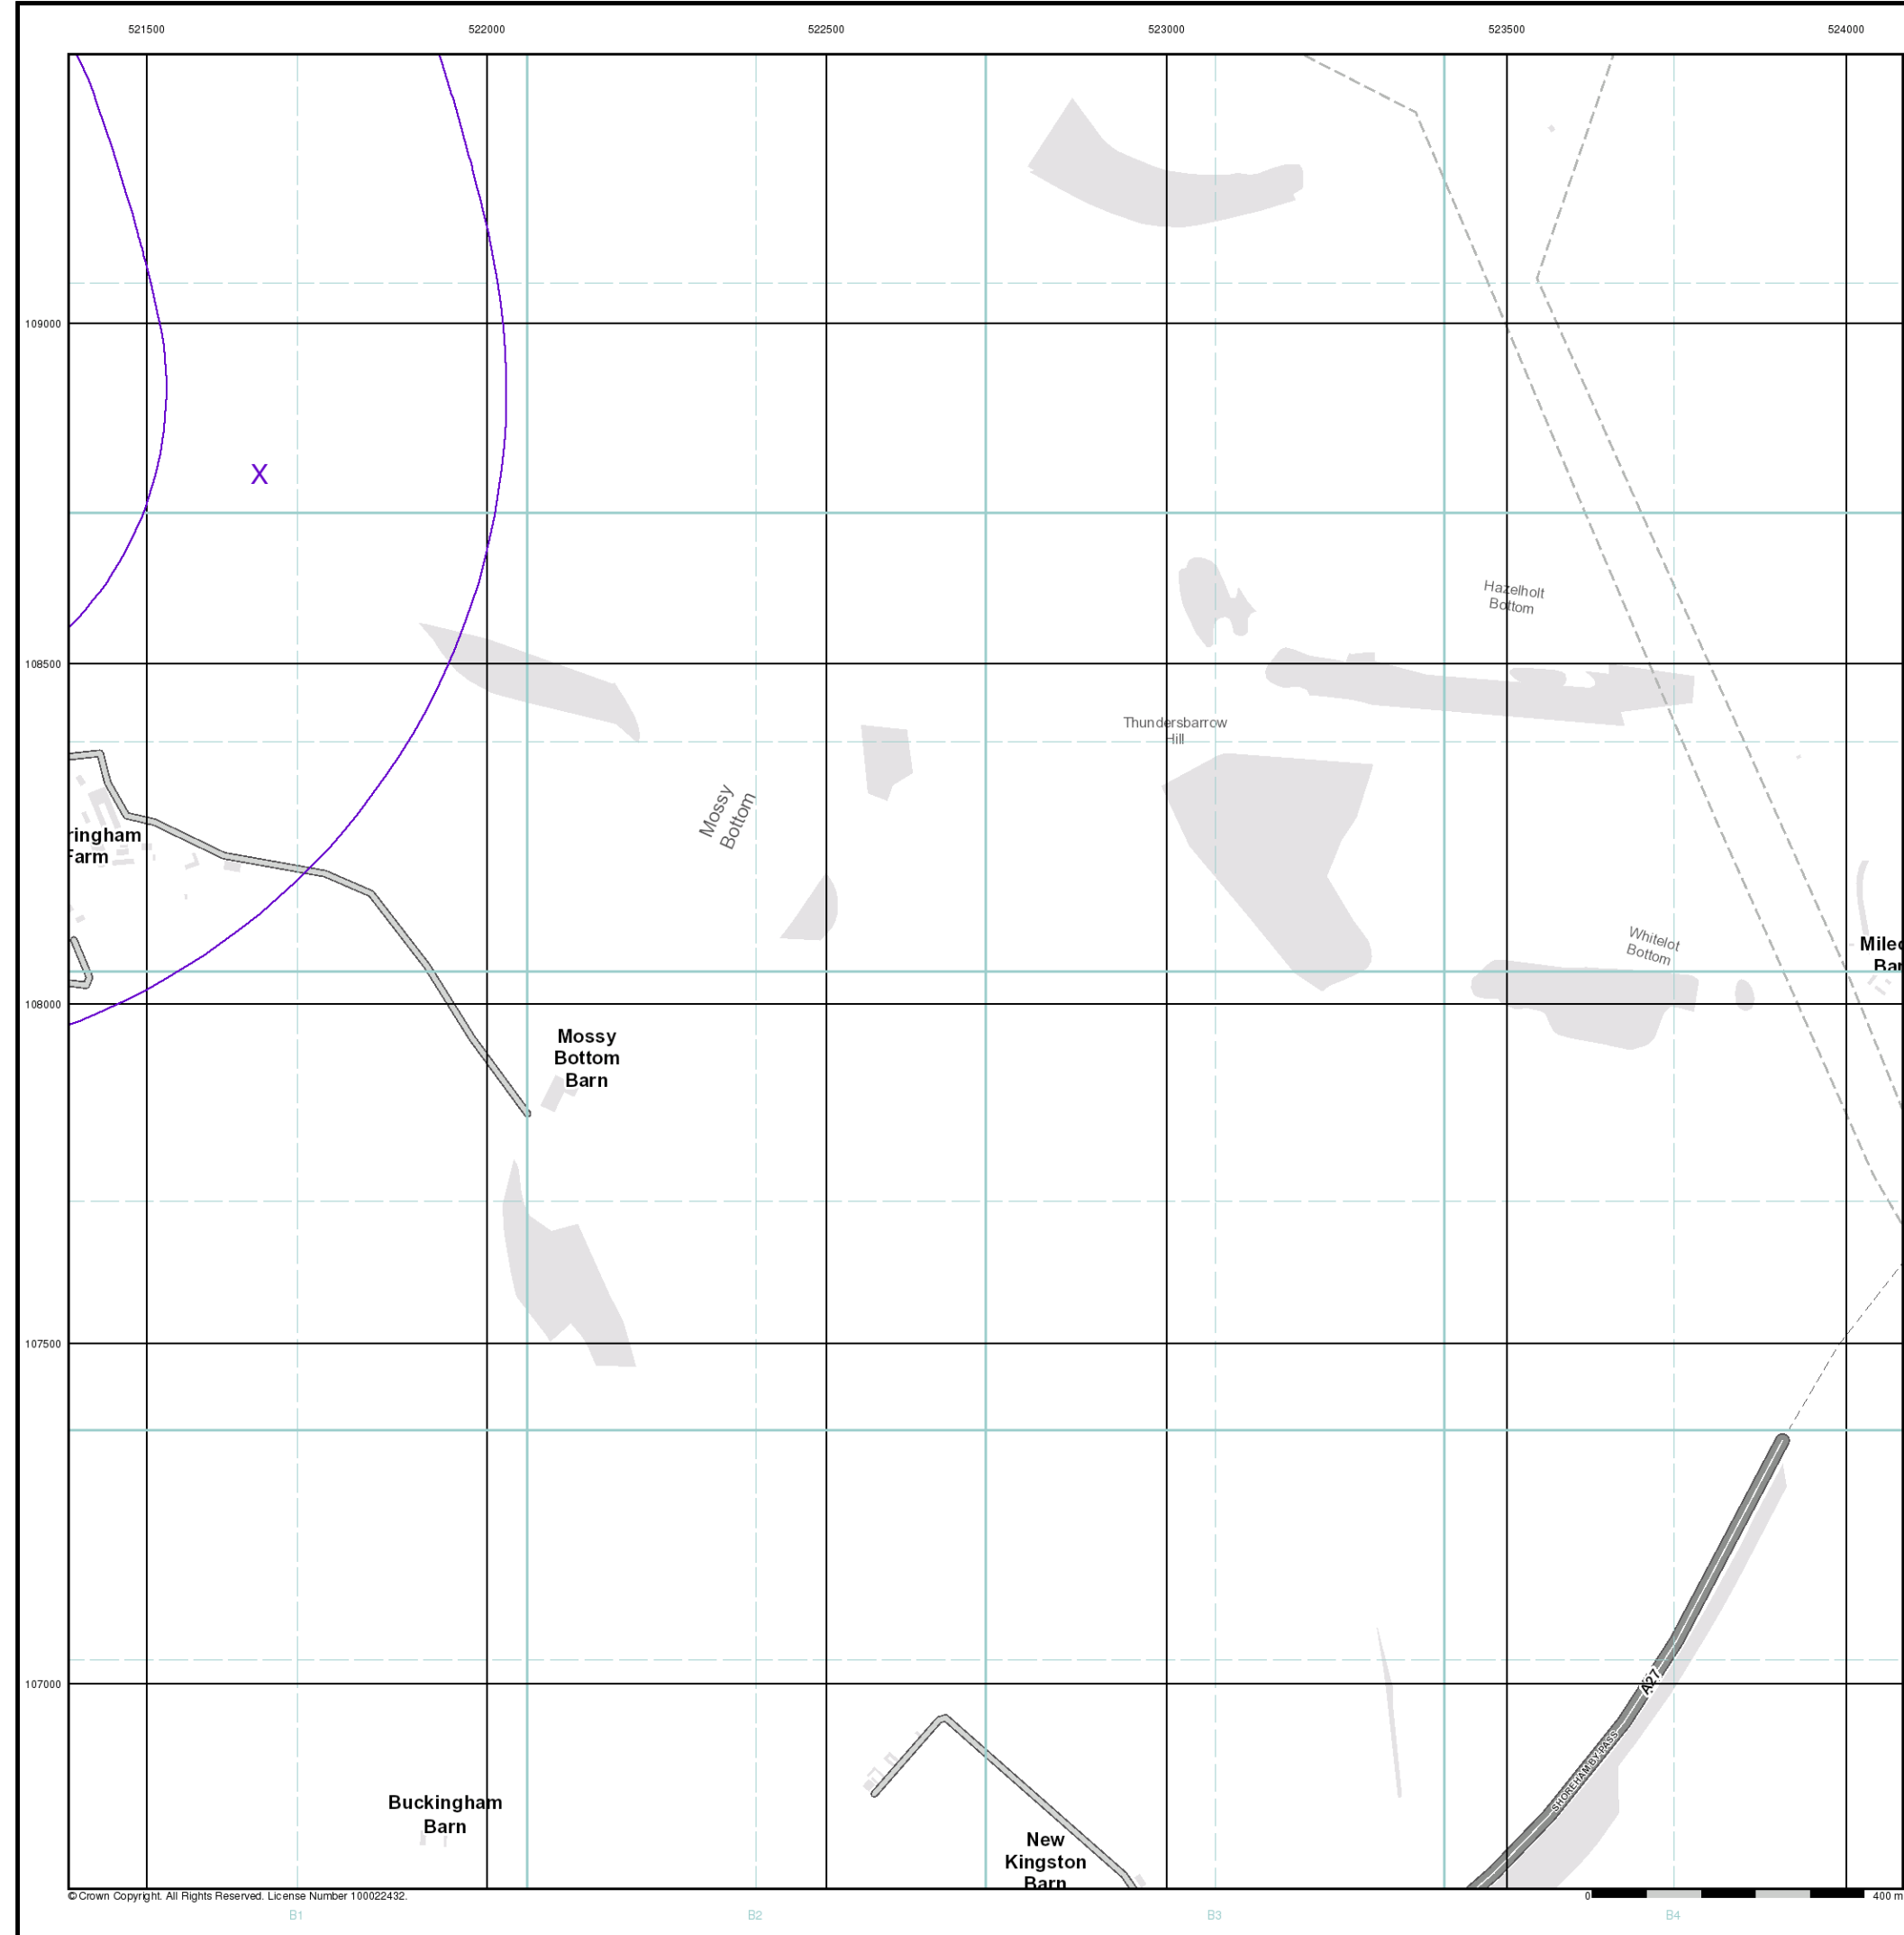 521500
522000
522500
523000
523500
524000
109000
X
Hazelholt
Bottom
108500
Thundersbarrow
Hill
Mossy
Bottom
ringham
Farm
Whitelot
Bottom
Milec
Bar
108000
Mossy
Bottom
Barn
107500
107000
A27
SHOREHAM BY-PASS
Buckingham
Barn
New
Kingston
Barn
© Crown Copyright. All Rights Reserved. License Number 100022432.
0
400 m
B1
B2
B3
B4